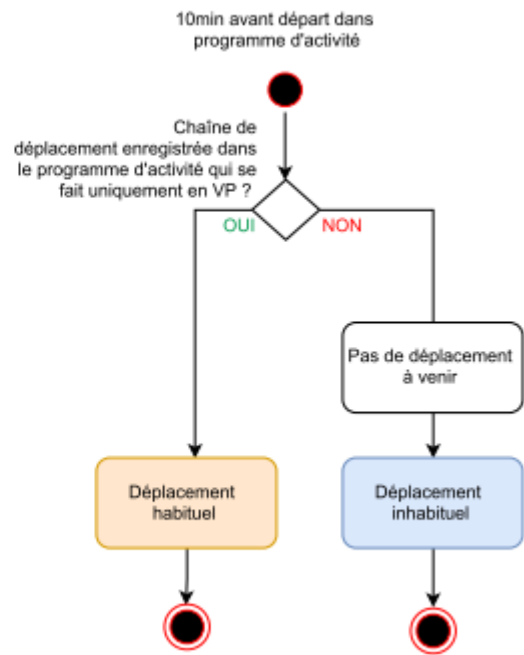 10min avant départ dans
programme d'activité
Chaîne de
déplacement enregistrée dans
le programme d'activité qui se
fait uniquement en VP ?
OUI
NON
Pas de déplacement
à venir
Déplacement
habituel
Déplacement
inhabituel